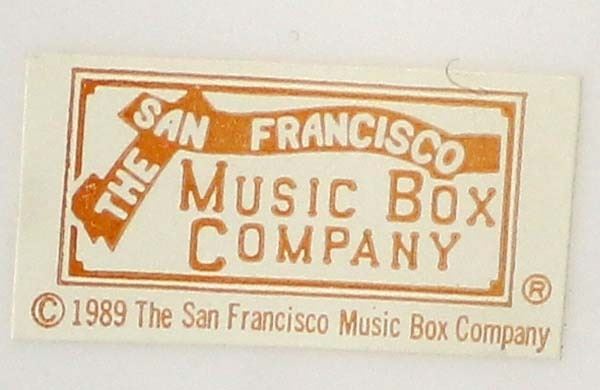 THE SAN FRANCISCO
MUSIC BOX
COMPANY
®
© 1989 The San Francisco Music Box Company